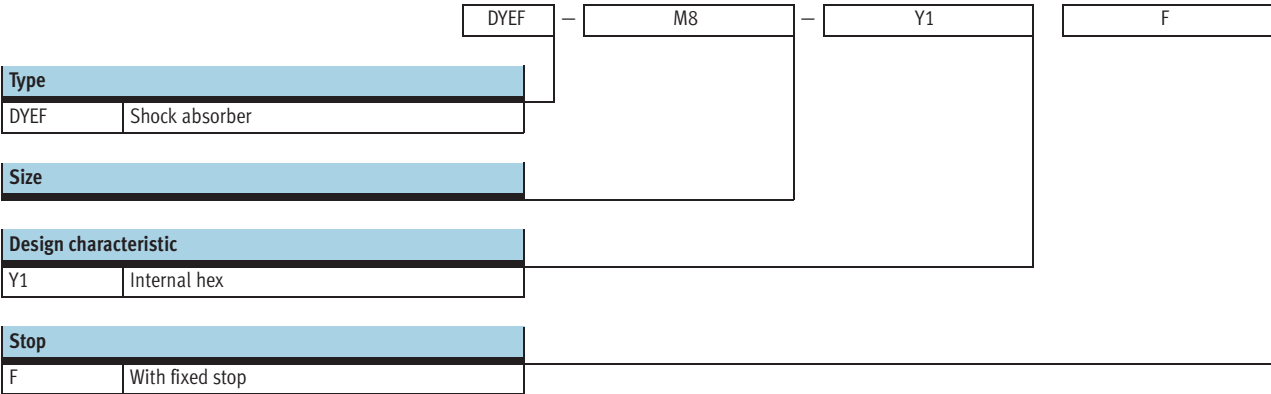 DYEF – M8 – Y1 F
Type
DYEF Shock absorber
Size
Design characteristic
Y1 Internal hex
Stop
F With fixed stop